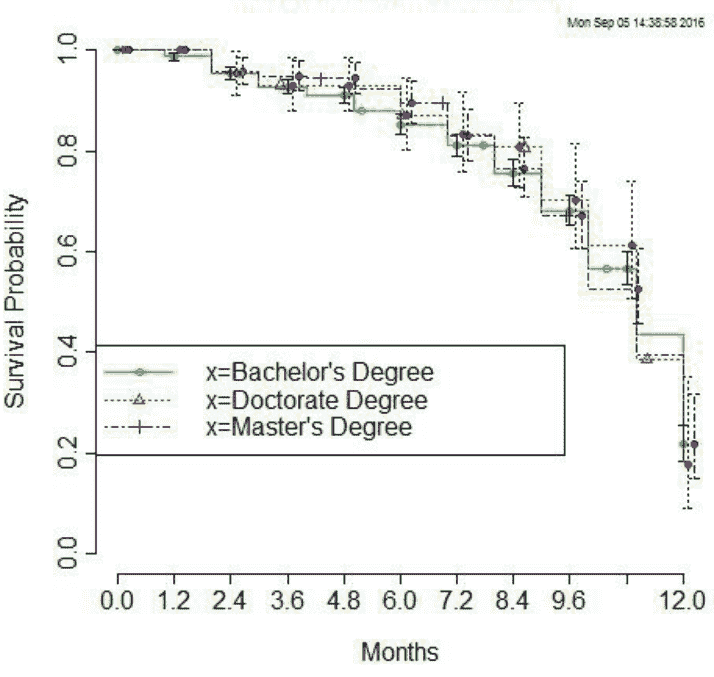 Mon Sep 05 14:38:58 2016
1.0
0.8
0.6
0.4
0.2
0.0
Survival Probability
x=Bachelor's Degree
x=Doctorate Degree
x=Master's Degree
0.0 1.2 2.4 3.6 4.8 6.0 7.2 8.4 9.6 12.0
Months